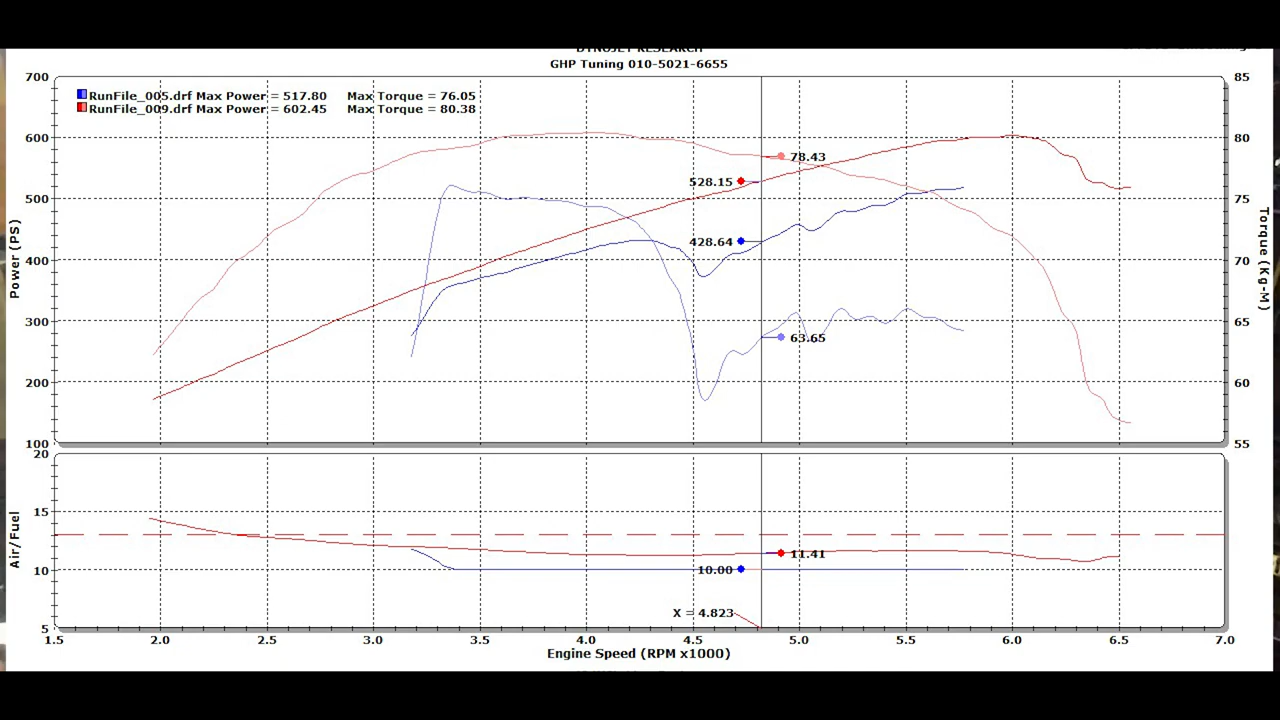 DYNOJET RESEARCH
GHP Tuning 010-5021-6655
RunFile_005.drf Max Power = 517.80 Max Torque = 76.05
RunFile_009.drf Max Power = 602.45 Max Torque = 80.38
700
600
500
400
300
200
100
Power (PS)
85
80
75
70
65
60
55
Torque (Kg-M)
78.43
528.15
428.64
63.65
20
15
10
5
Air/Fuel
11.41
10.00
X = 4.823
1.5 2.0 2.5 3.0 3.5 4.0 4.5 5.0 5.5 6.0 6.5 7.0
Engine Speed (RPM x1000)